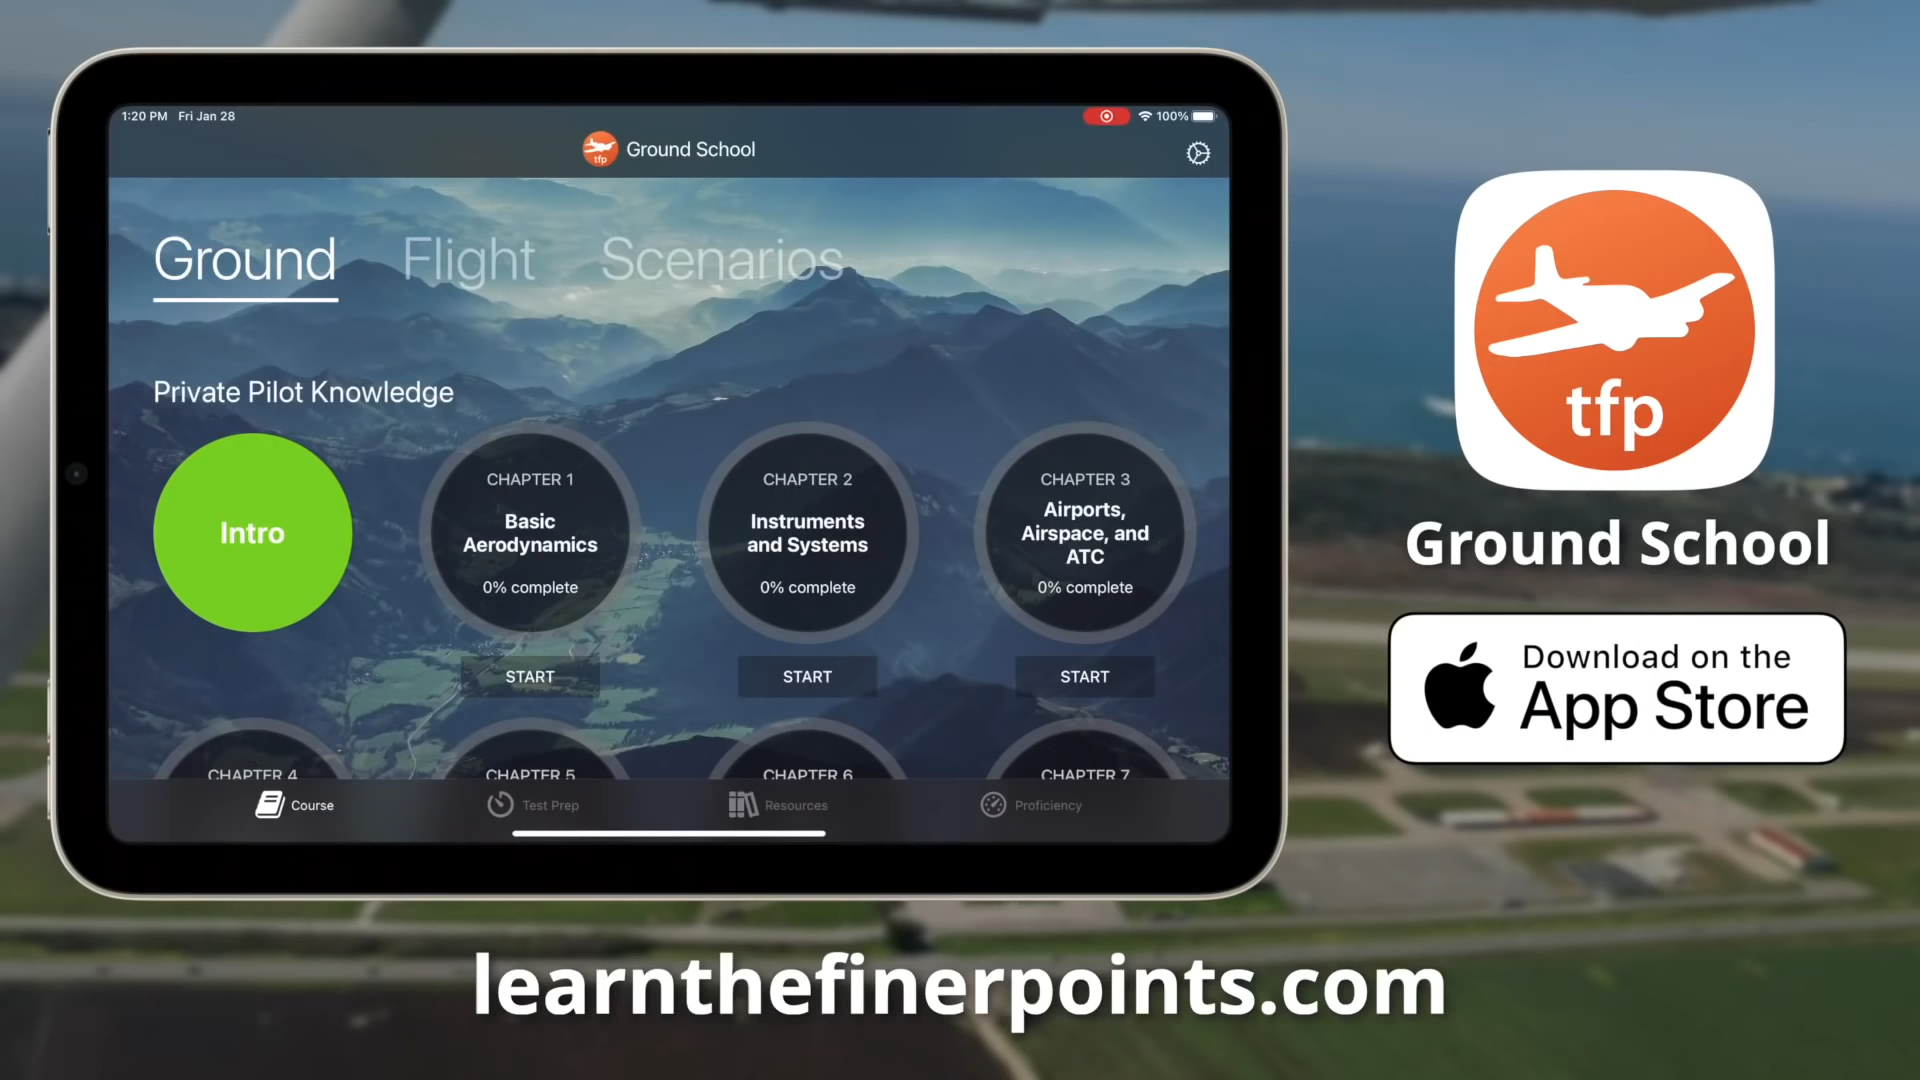 1:20 PM Fri Jan 28
100%
tfp
Ground School
Ground Flight Scenarios
Private Pilot Knowledge
Intro
CHAPTER 1
Basic
Aerodynamics
0% complete
START
CHAPTER 2
Instruments
and Systems
0% complete
START
CHAPTER 3
Airports,
Airspace, and
ATC
0% complete
START
CHAPTER 4
CHAPTER 5
CHAPTER 6
CHAPTER 7
Course
Test Prep
Resources
Proficiency
tfp
Ground School
Download on the
App Store
learnthefinerpoints.com